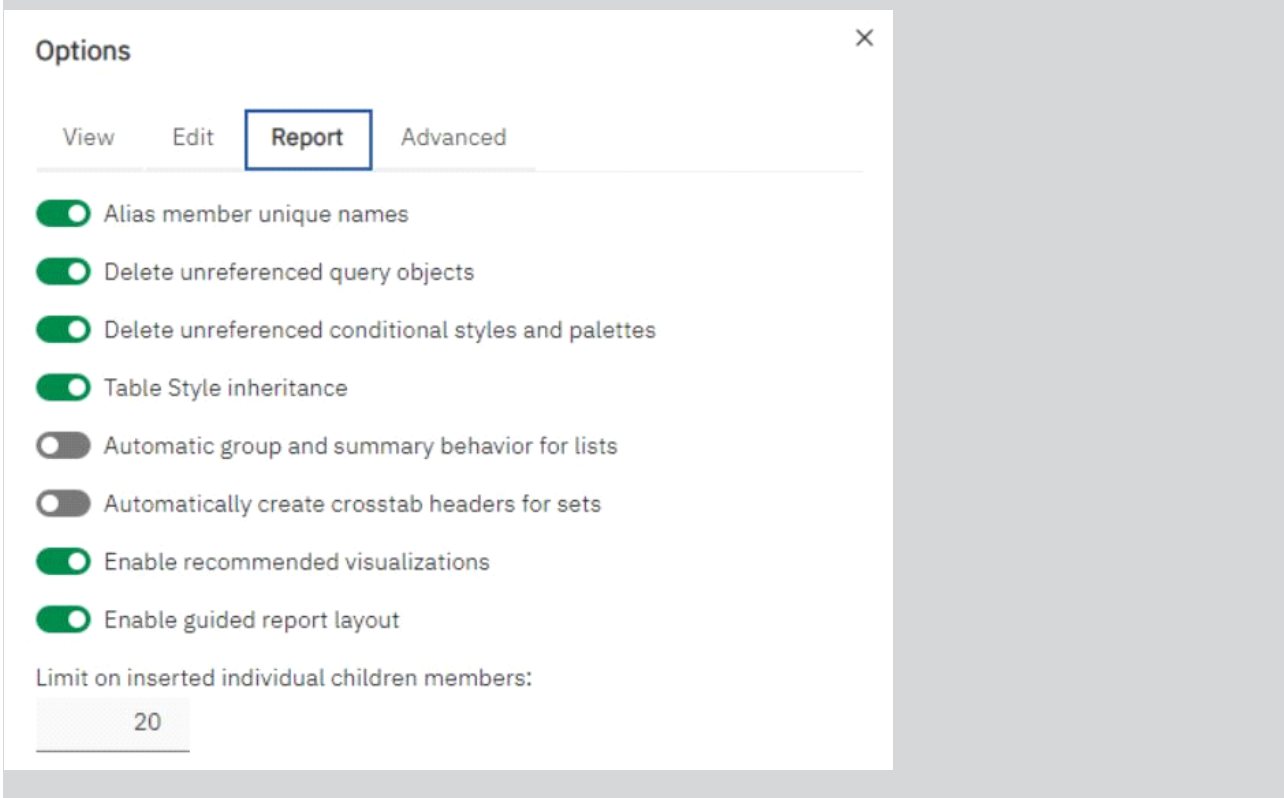 Options
View Edit Report Advanced
Alias member unique names
Delete unreferenced query objects
Delete unreferenced conditional styles and palettes
Table Style inheritance
Automatic group and summary behavior for lists
Automatically create crosstab headers for sets
Enable recommended visualizations
Enable guided report layout
Limit on inserted individual children members:
20